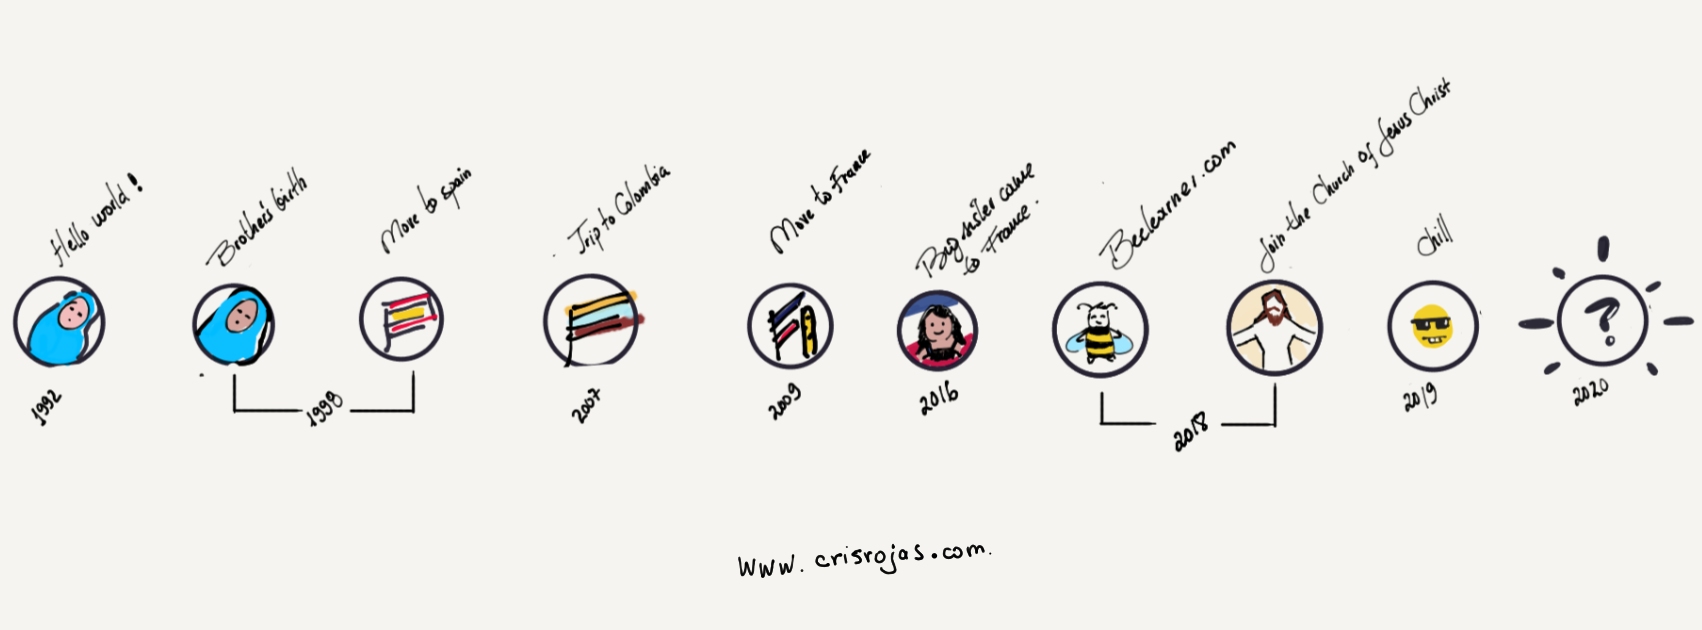 Hello world!
Brother's birth
Move to spain
Trip to Colombia
Move to France
Big sister came
to France.
Beelearner.com
Join the Church of Jesus Christ
Chill
?
1992
1998
2007
2009
2016
2018
2019
2020
www.crisrojas.com.